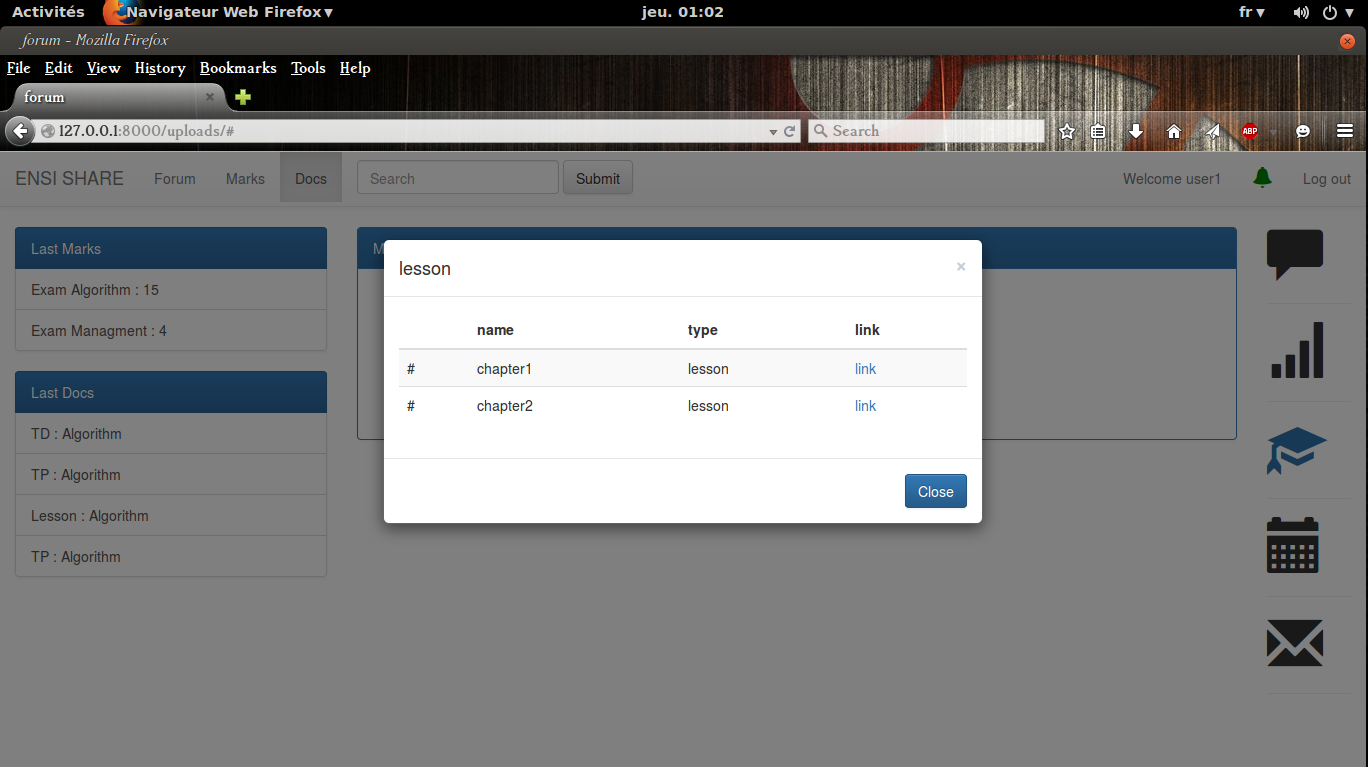 Activités Navigateur Web Firefox jeu. 01:02 fr
forum - Mozilla Firefox
File Edit View History Bookmarks Tools Help
forum
127.0.0.1:8000/uploads/# Search ABP
ENSI SHARE Forum Marks Docs Search Submit Welcome user1 Log out
Last Marks
Exam Algorithm : 15
Exam Managment : 4
Last Docs
TD : Algorithm
TP : Algorithm
Lesson : Algorithm
TP : Algorithm
lesson ×
name type link
# chapter1 lesson link
# chapter2 lesson link
Close